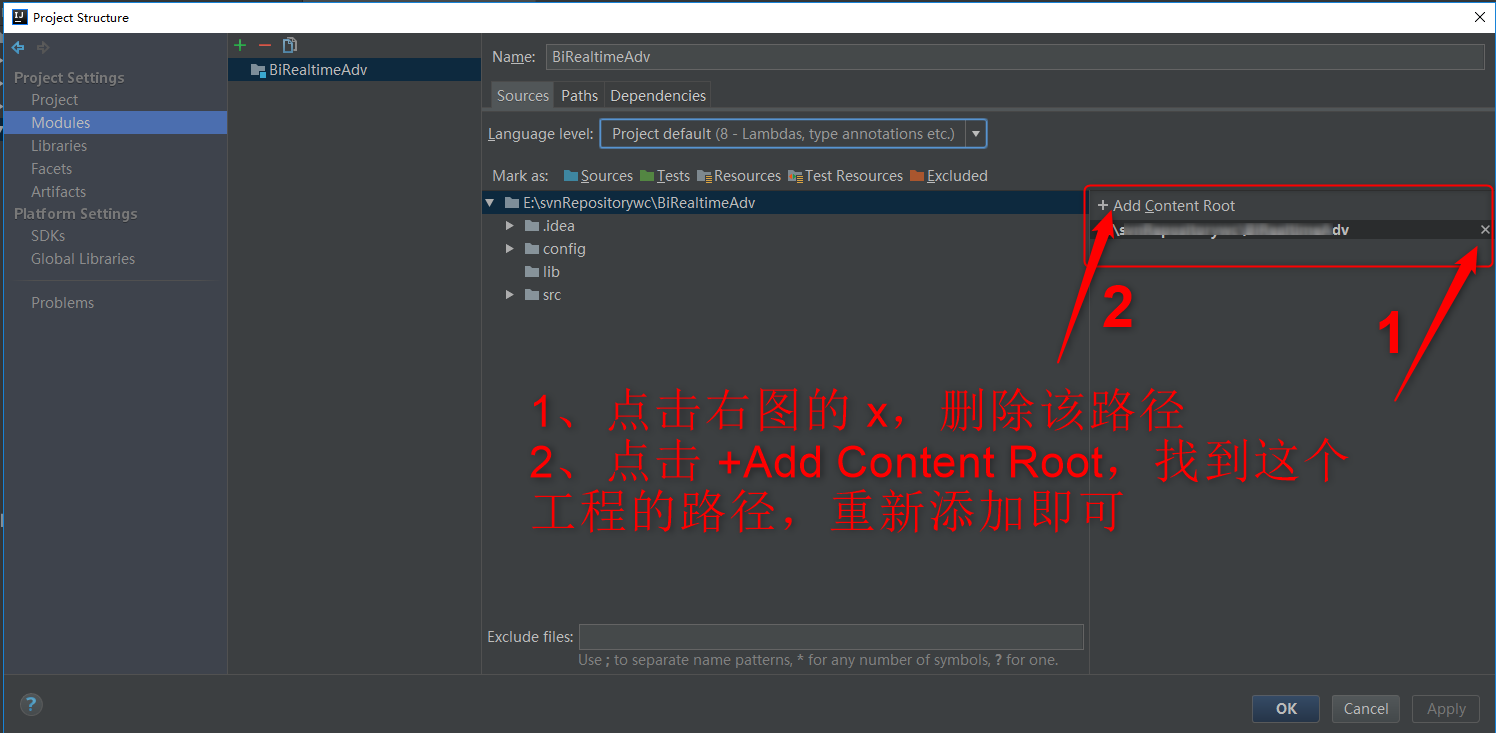 Project Structure
Project Settings
Project
Modules
Libraries
Facets
Artifacts
Platform Settings
SDKs
Global Libraries
Problems
BiRealtimeAdv
Name: BiRealtimeAdv
Sources Paths Dependencies
Language level: Project default (8 - Lambdas, type annotations etc.)
Mark as: Sources Tests Resources Test Resources Excluded
E:\svnRepositorywc\BiRealtimeAdv
.idea
config
lib
src
+ Add Content Root
2
1
1、点击右图的 x，删除该路径
2、点击 +Add Content Root，找到这个
工程的路径，重新添加即可
Exclude files:
Use ; to separate name patterns, * for any number of symbols, ? for one.
? OK Cancel Apply